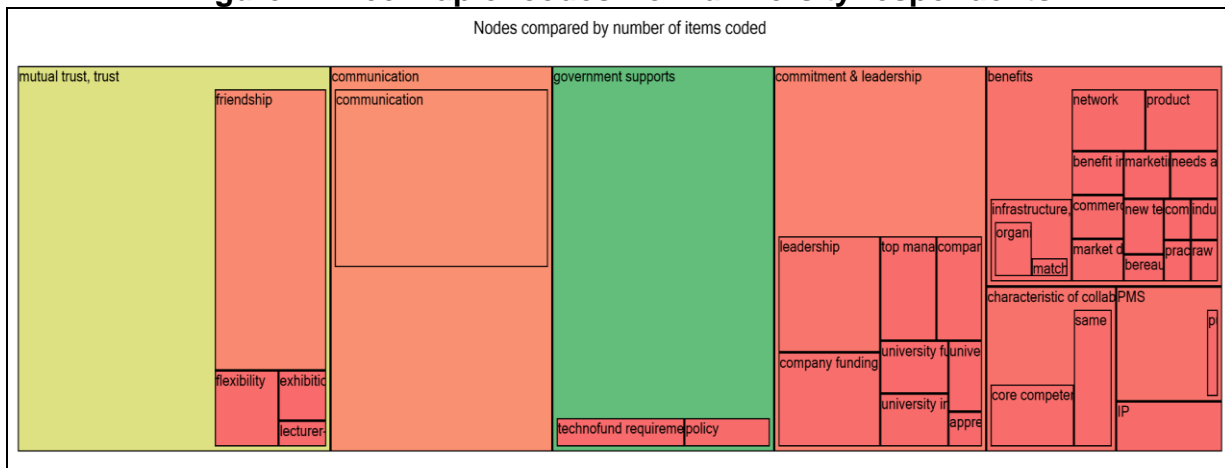 Nodes compared by number of items coded
mutual trust, trust
friendship
flexibility
exhibitic
lecturer-
communication
communication
government supports
technofund requireme
policy
commitment & leadership
leadership
top mana
compar
company funding
university fu
unive
university ir
appre
benefits
network
product
benefit ir
marketi
needs a
infrastructure,
organi
match
commerc
new te
com
indu
market d
bereau
prac
raw
characteristic of collab
same
core competer
PMS
pi
IP